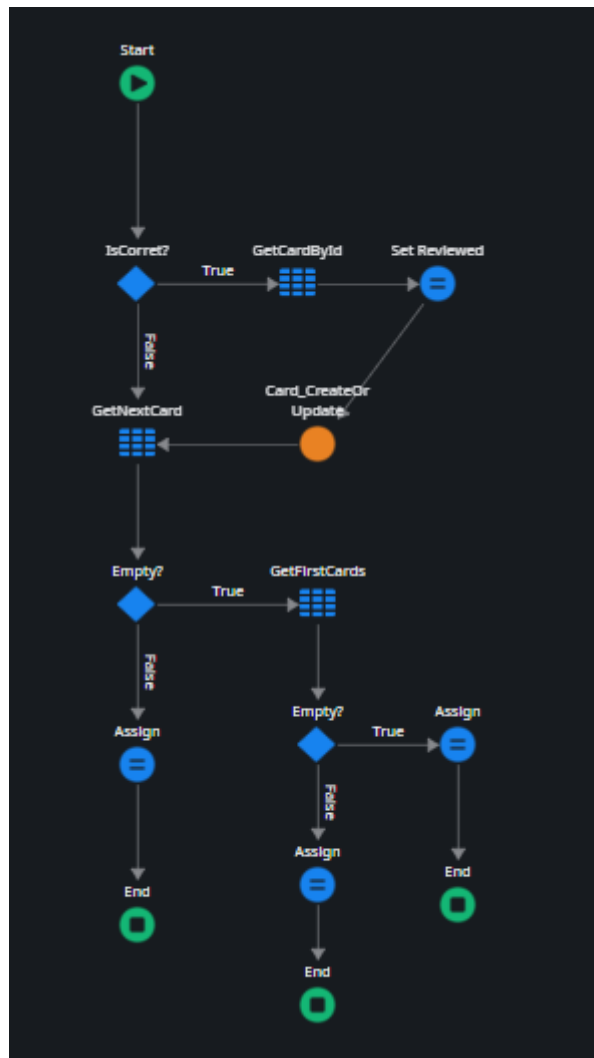 Start
IsCorret?
True
GetCardById
Set Reviewed
False
Card_CreateOr
Update
GetNextCard
Empty?
True
GetFirstCards
False
Assign
Empty?
True
Assign
False
Assign
End
End
End